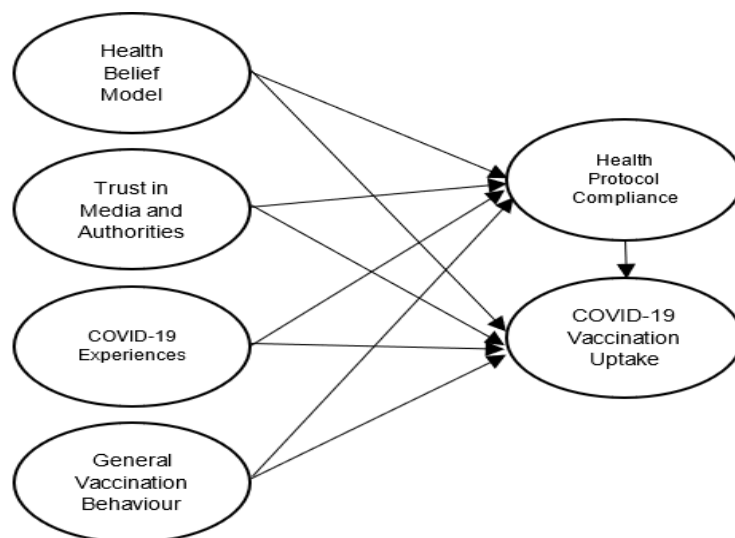 Health
Belief
Model
Trust in
Media and
Authorities
COVID-19
Experiences
General
Vaccination
Behaviour
Health
Protocol
Compliance
COVID-19
Vaccination
Uptake